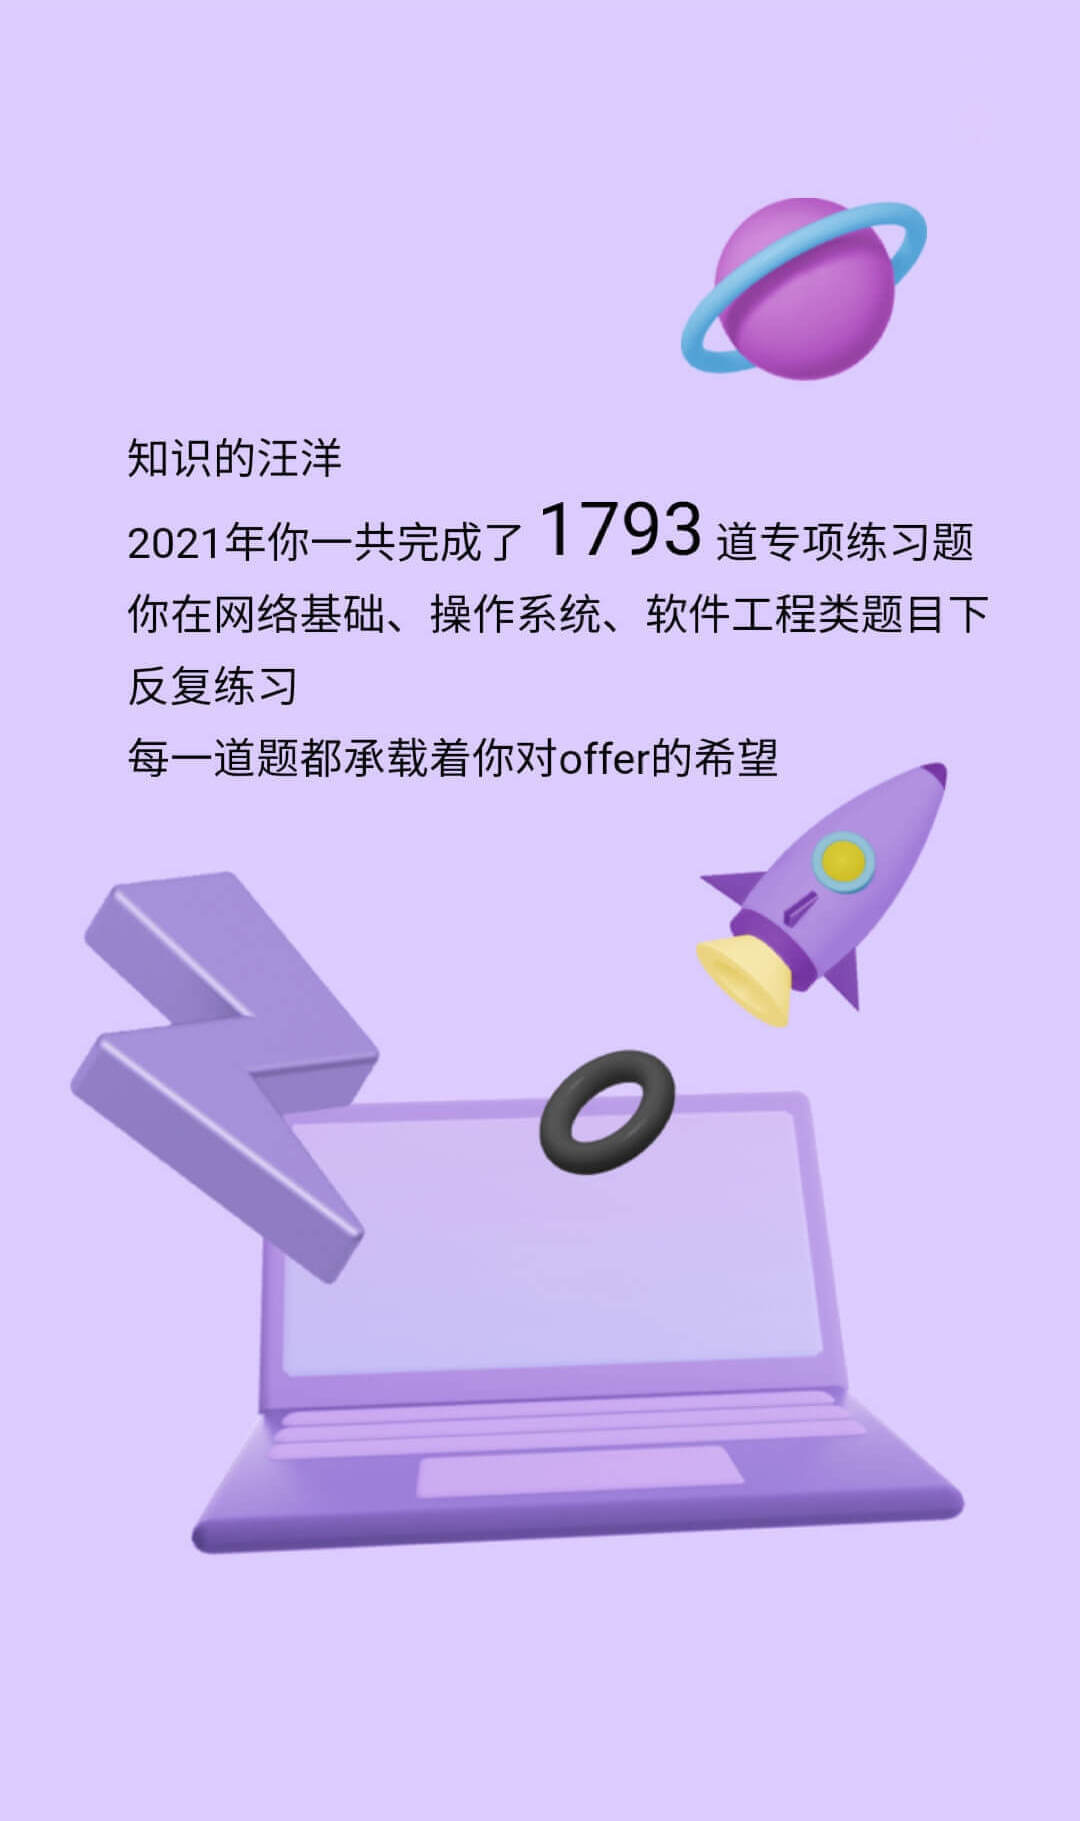 知识的汪洋
2021年你一共完成了 1793 道专项练习题
你在网络基础、操作系统、软件工程类题目下
反复练习
每一道题都承载着你对offer的希望